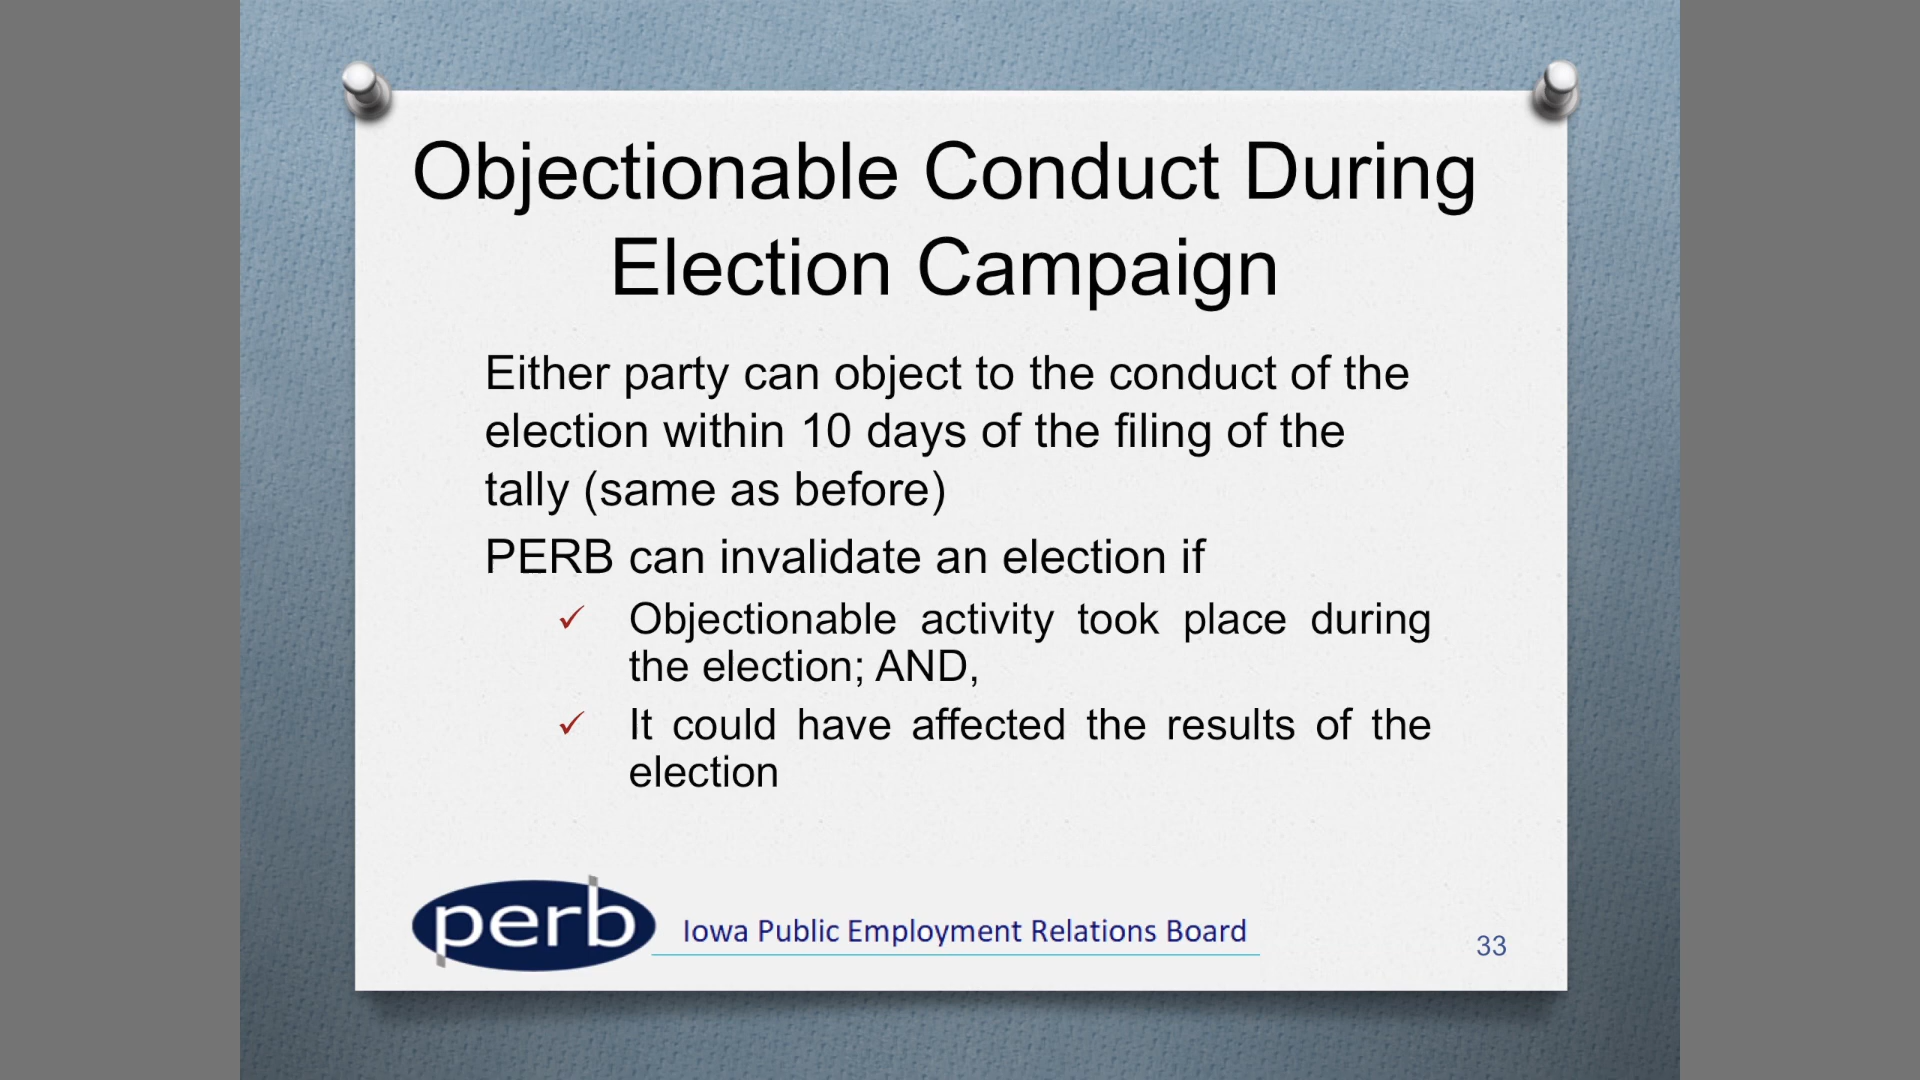 Objectionable Conduct During
Election Campaign
Either party can object to the conduct of the
election within 10 days of the filing of the
tally (same as before)
PERB can invalidate an election if
✓ Objectionable activity took place during
the election; AND,
✓ It could have affected the results of the
election
perb
Iowa Public Employment Relations Board
33